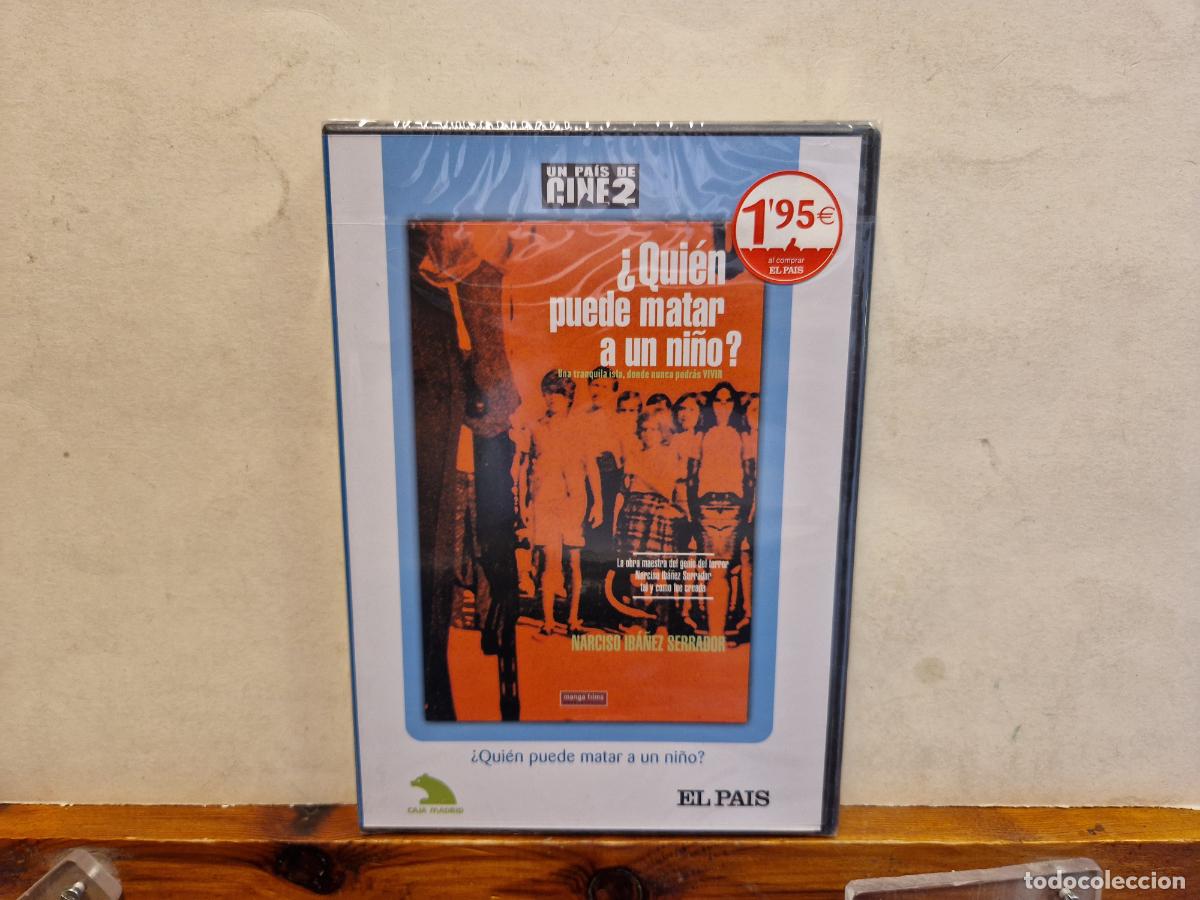 UN PAÍS DE
CINE2
1'95€
al comprar
EL PAIS
¿Quién
puede matar
a un niño?
Una tranquila isla, donde nunca podrás VIVIR
La obra maestra del genio del terror
Narciso Ibáñez Serrador
tal y como fue creada
NARCISO IBÁÑEZ SERRADOR
manga films
¿Quién puede matar a un niño?
CAJA MADRID
EL PAIS
todocoleccion